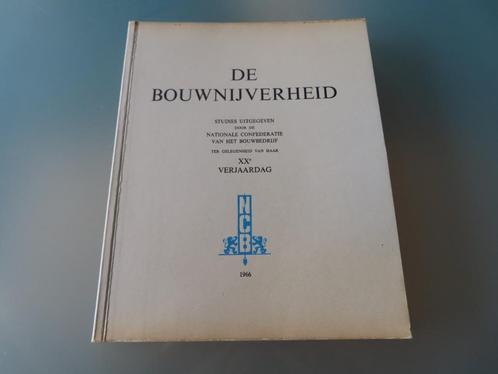 DE
BOUWNIJVERHEID
STUDIES UITGEGEVEN
DOOR DE
NATIONALE CONFEDERATIE
VAN HET BOUWBEDRIJF
TER GELEGENHEID VAN HAAR
XXe
VERJAARDAG
NCB
1966